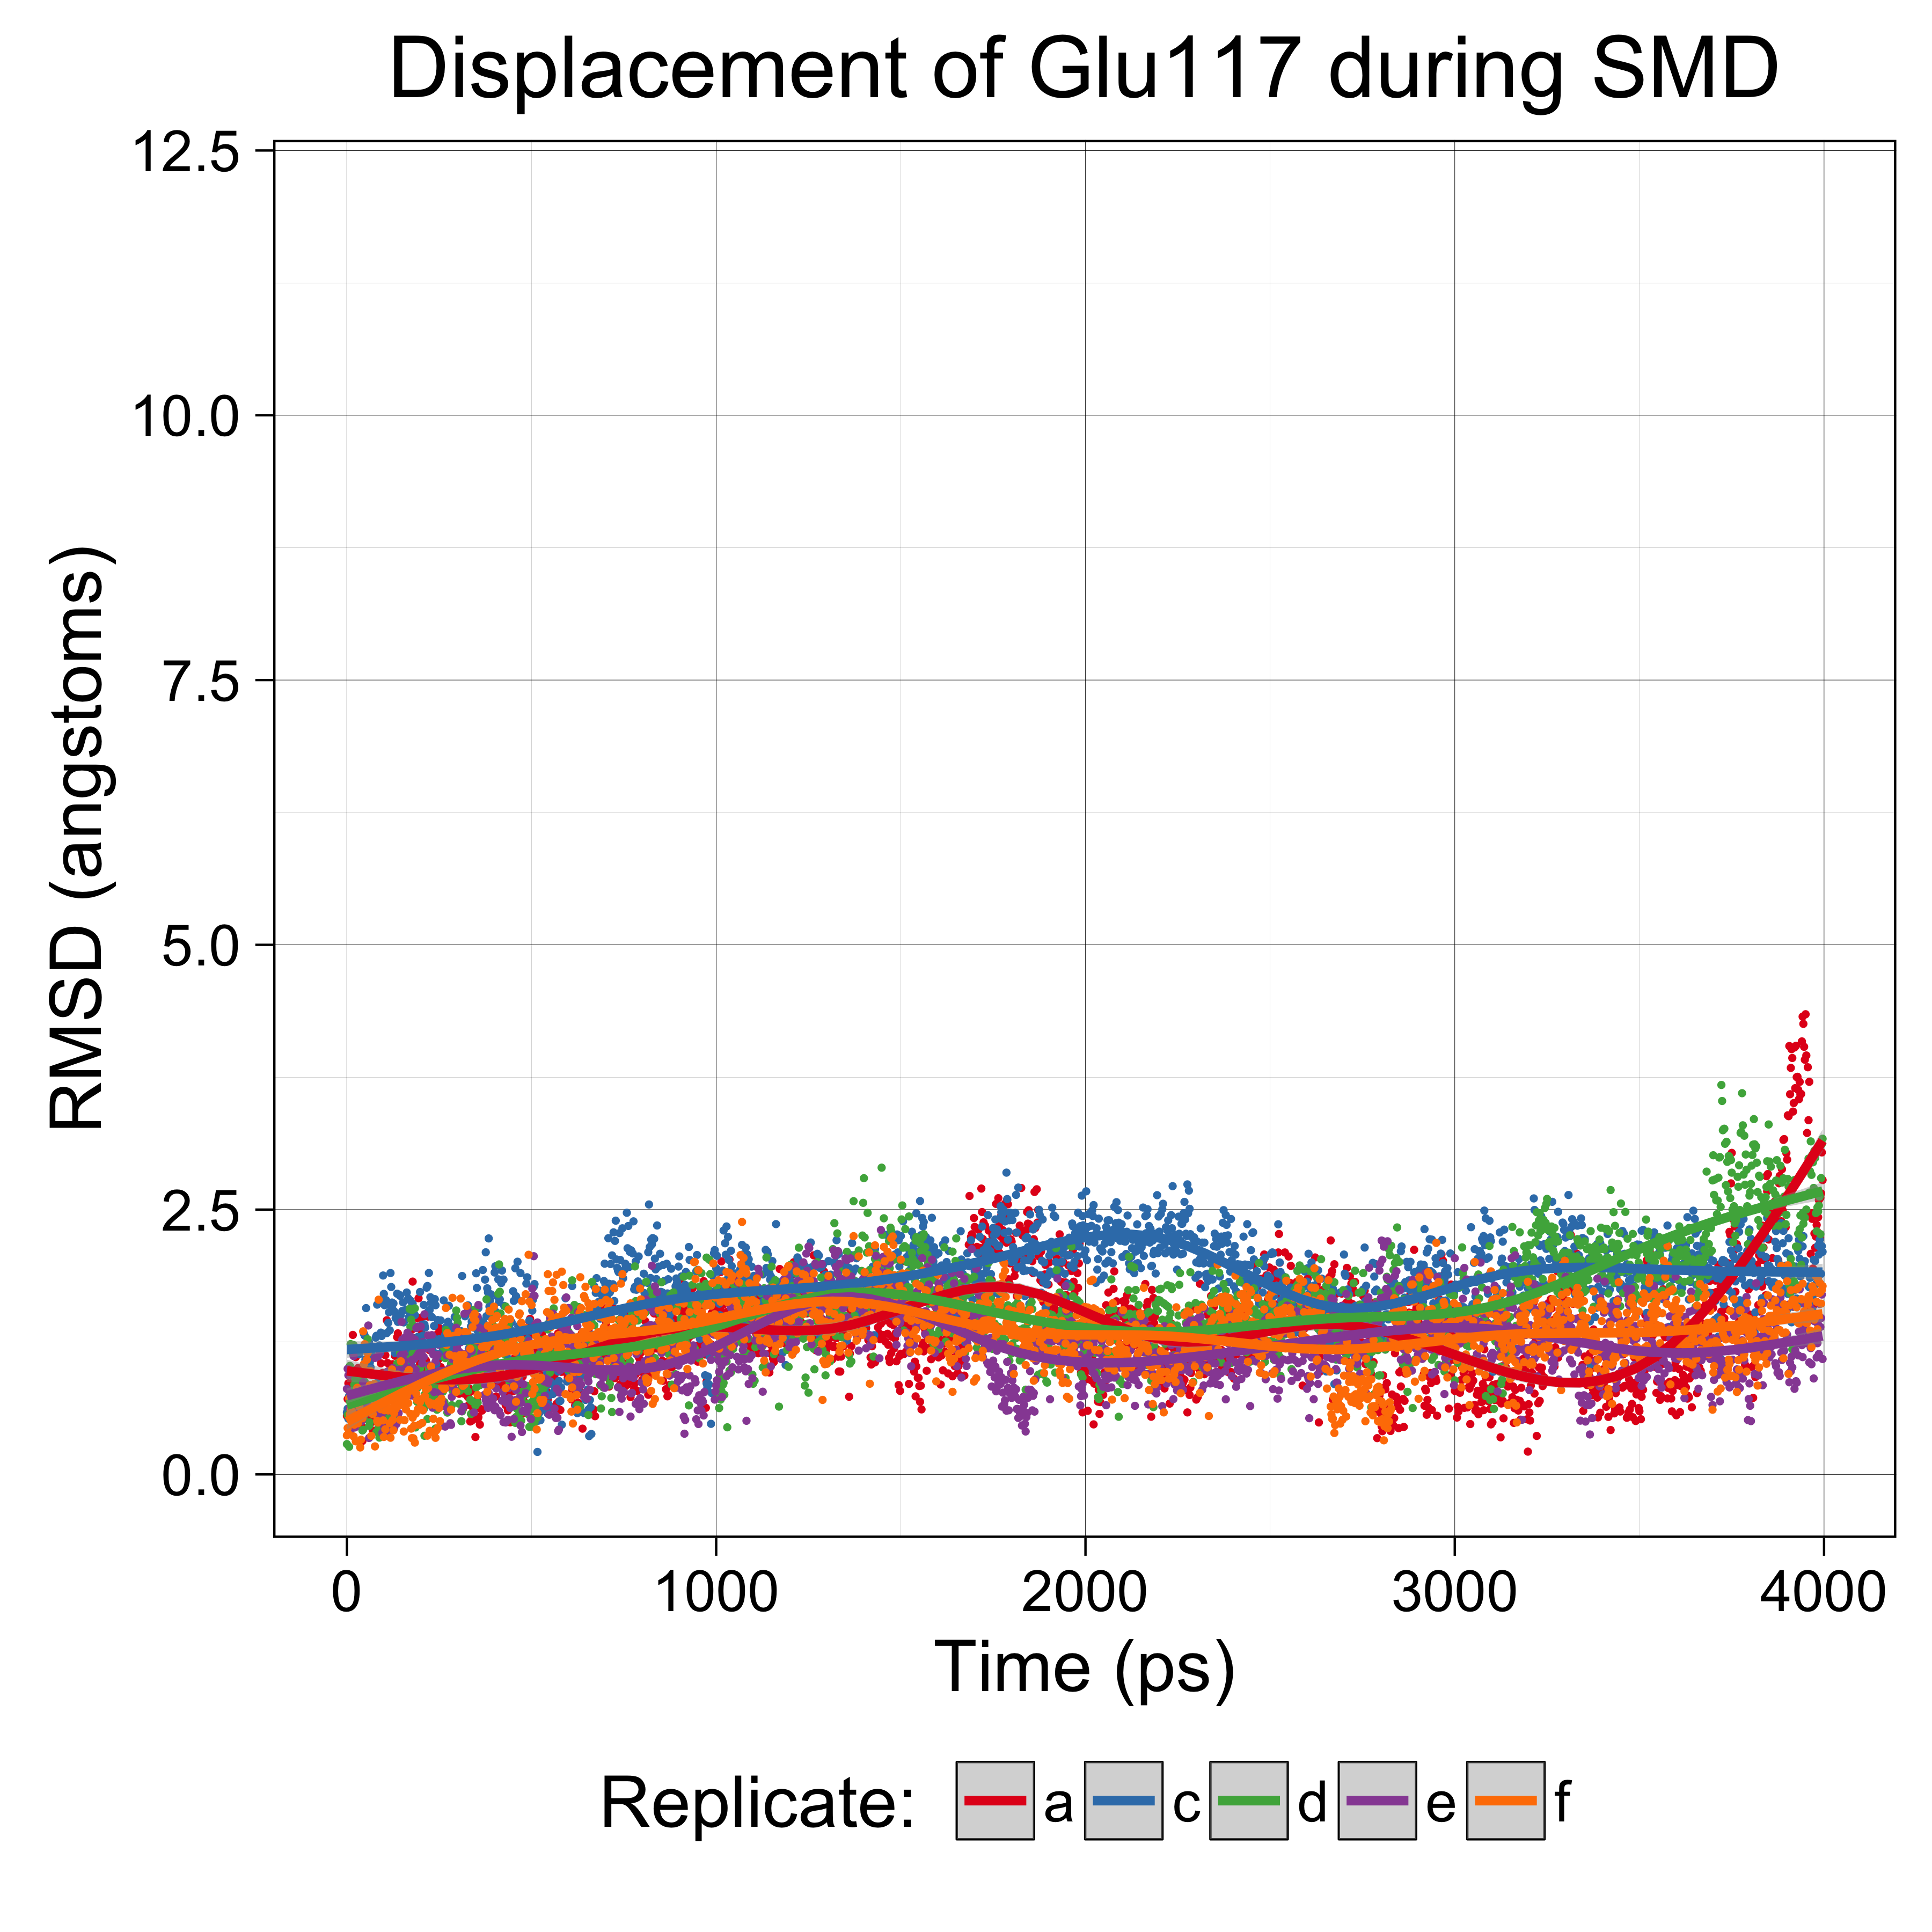 Displacement of Glu117 during SMD
12.5
10.0
7.5
5.0
2.5
0.0
RMSD (angstoms)
0 1000 2000 3000 4000
Time (ps)
Replicate: a c d e f